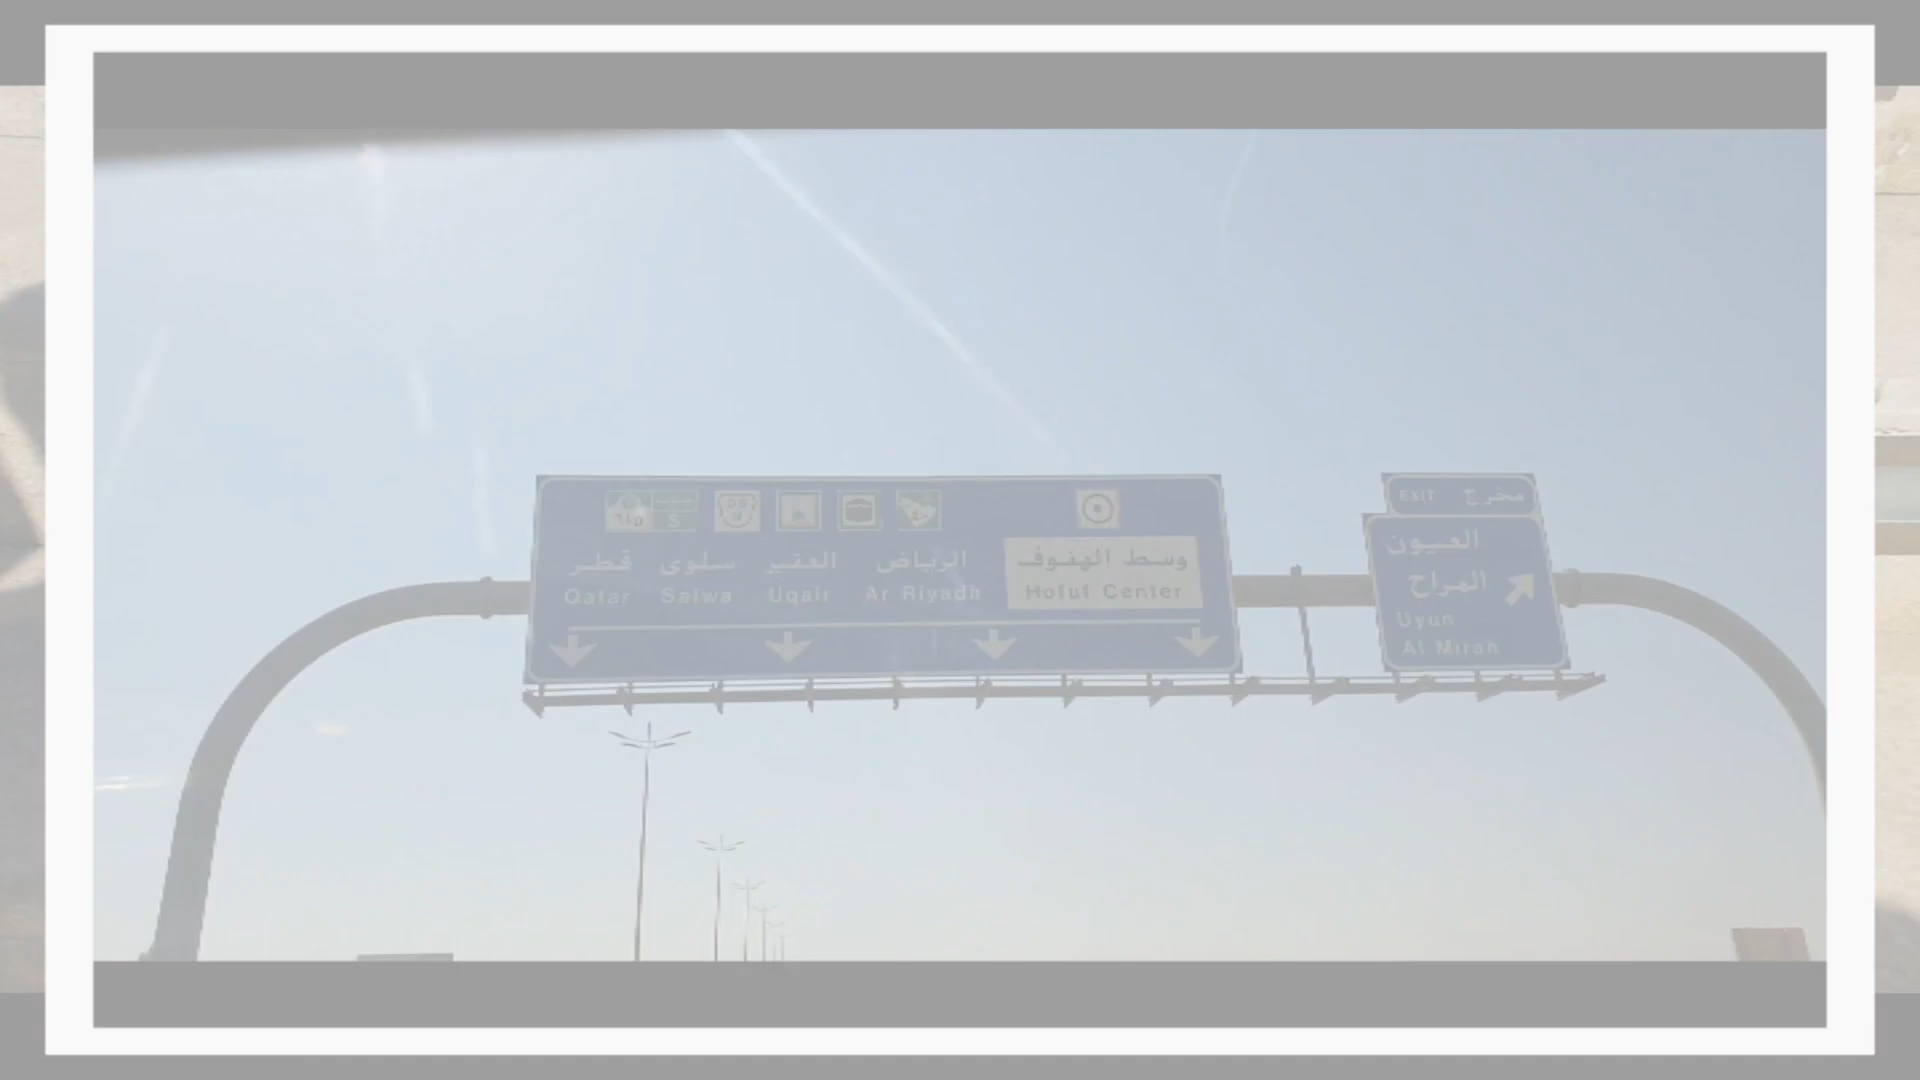 ٦١٥
S
قطر سلوى العقير الرياض
Qatar Salwa Uqair Ar Riyadh
وسط الهفوف
Hofuf Center
EXIT مخرج
العيون
المراح
Uyun
Al Mirah